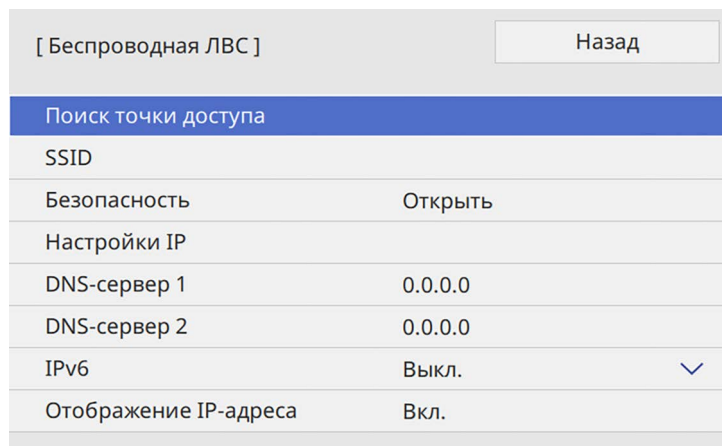 [ Беспроводная ЛВС ]
Назад
Поиск точки доступа
SSID
Безопасность Открыть
Настройки IP
DNS-сервер 1 0.0.0.0
DNS-сервер 2 0.0.0.0
IPv6 Выкл.
Отображение IP-адреса Вкл.